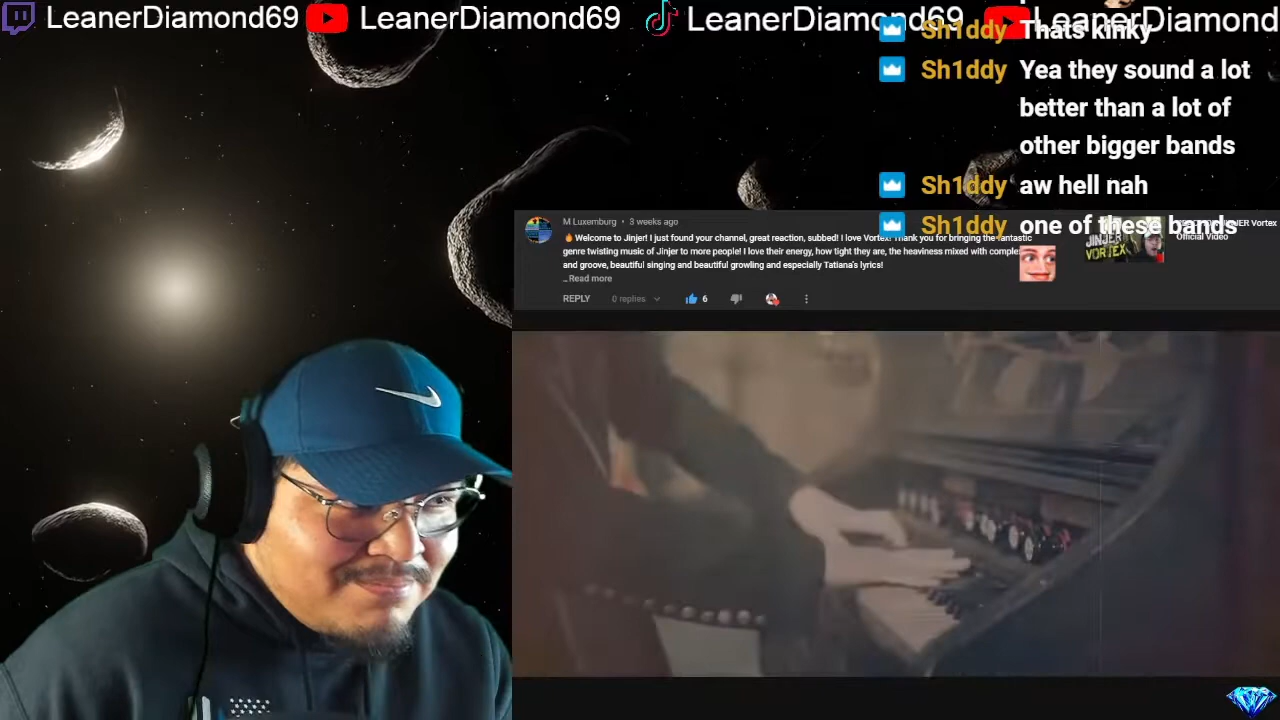 LeanerDiamond69 LeanerDiamond69 LeanerDiamond69 LeanerDiamond
Sh1ddy Thats kinky
Sh1ddy Yea they sound a lot
better than a lot of
other bigger bands
Sh1ddy aw hell nah
Sh1ddy one of these bands
M Luxemburg • 3 weeks ago
🔥Welcome to Jinjer! I just found your channel, great reaction, subbed! I love Vortex! Thank you for bringing the fantastic
genre twisting music of Jinjer to more people! I love their energy, how tight they are, the heaviness mixed with comple
and groove, beautiful singing and beautiful growling and especially Tatiana's lyrics!
...Read more
REPLY 0 replies 6
JINJER
VORTEX
Vortex
Official Video